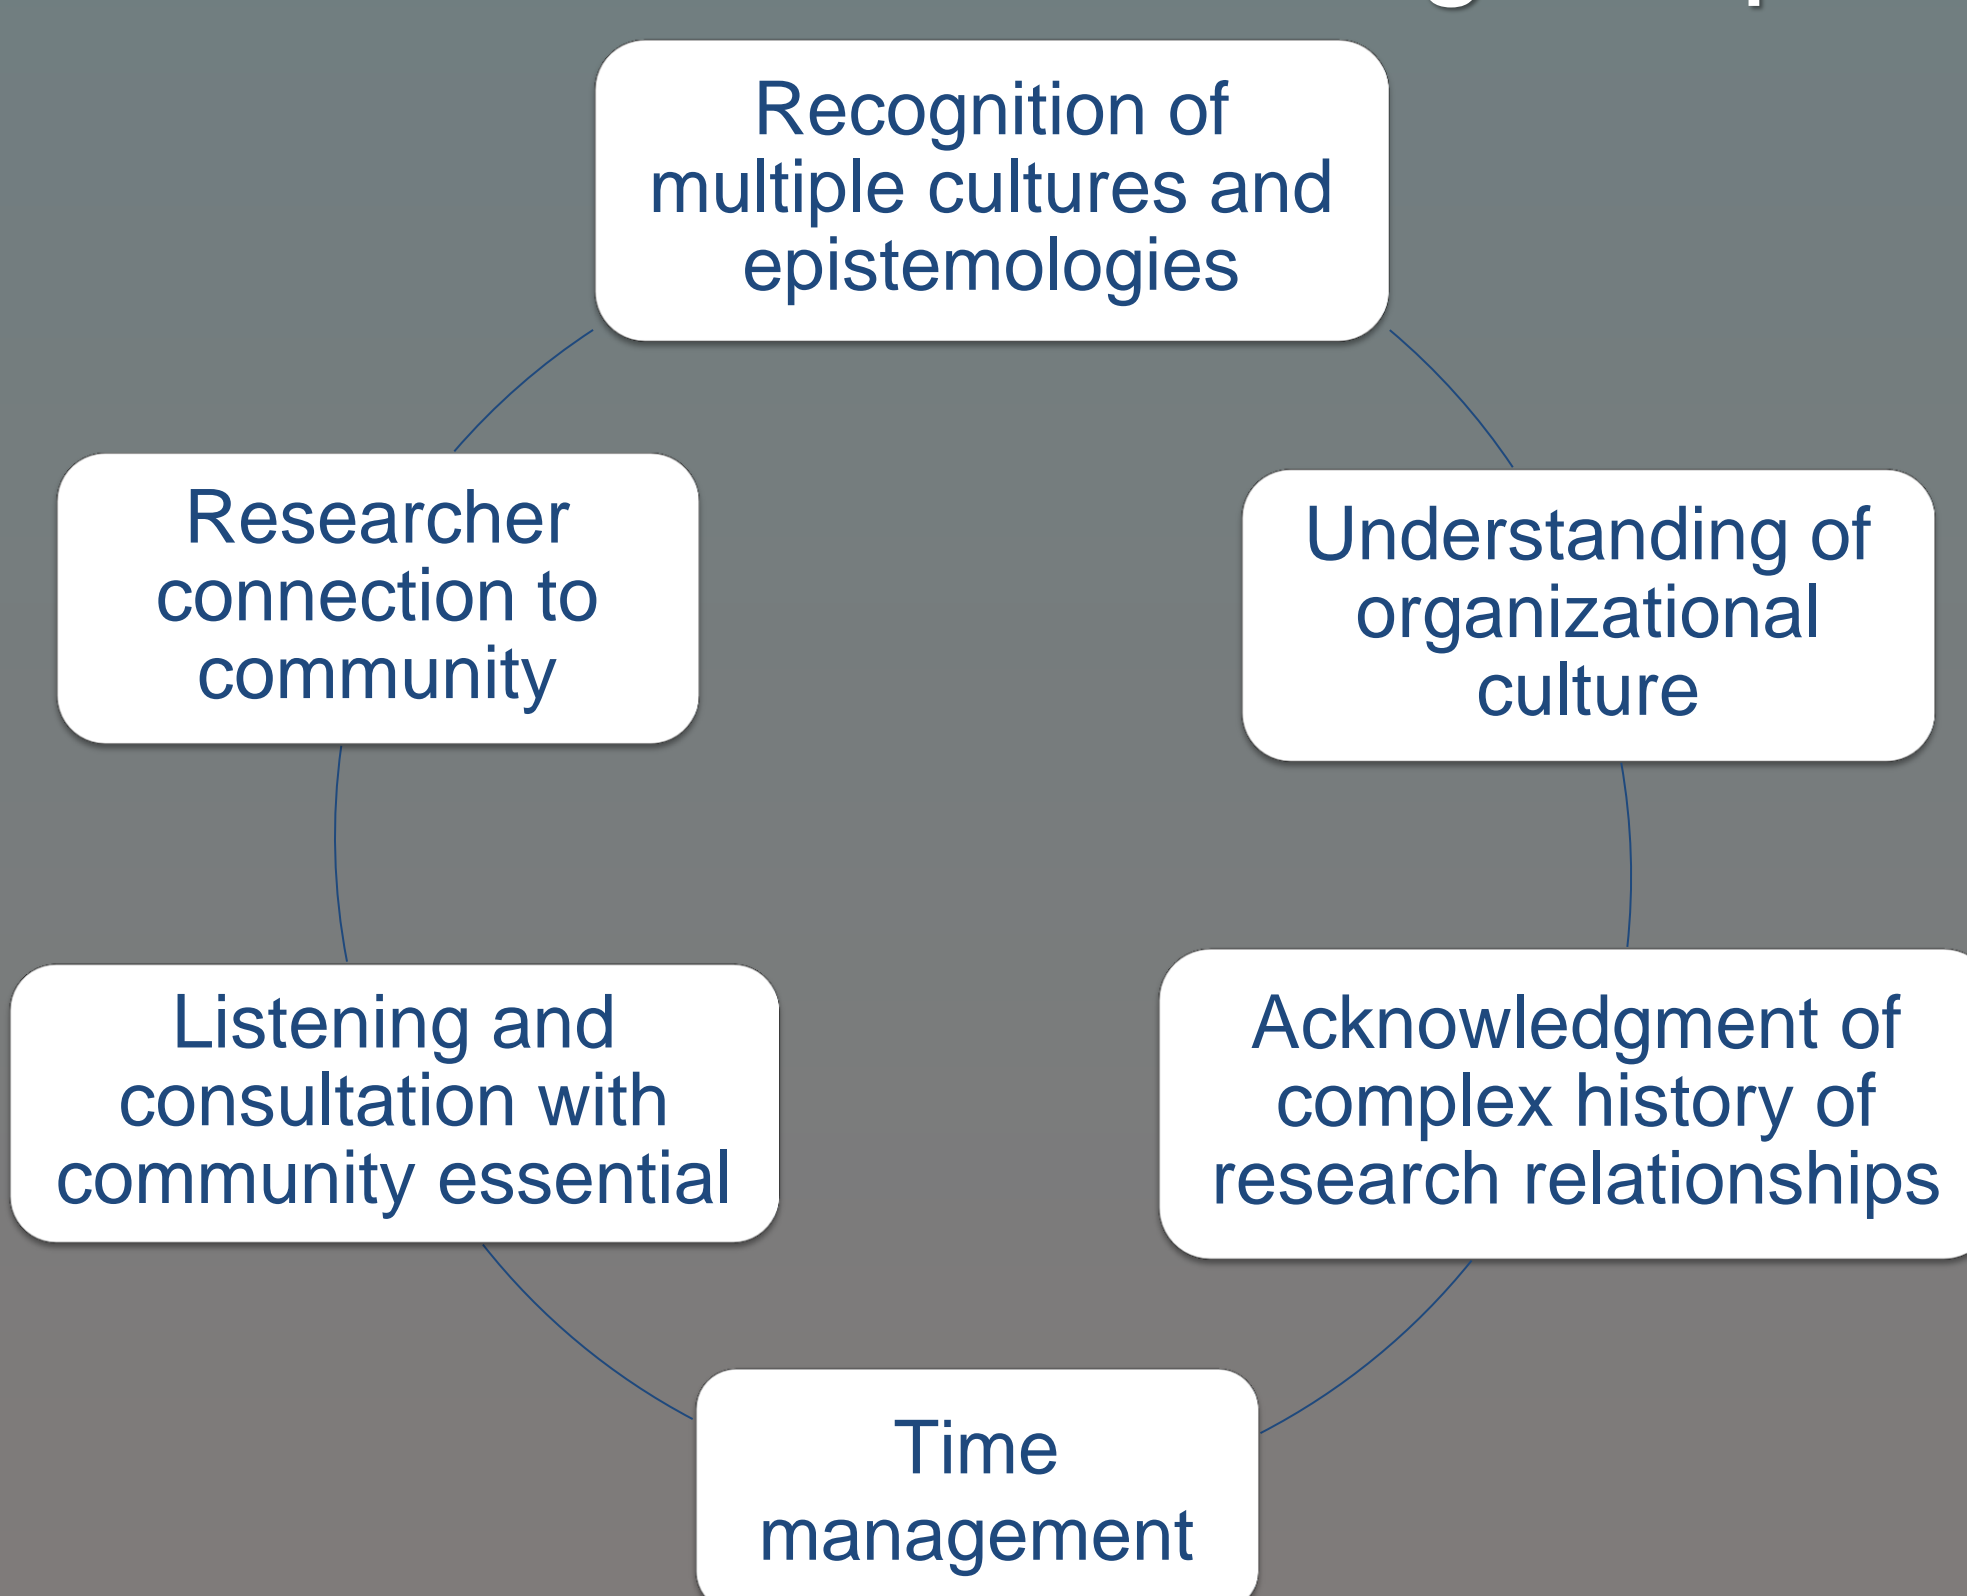 Recognition of
multiple cultures and
epistemologies
Understanding of
organizational
culture
Acknowledgment of
complex history of
research relationships
Time
management
Listening and
consultation with
community essential
Researcher
connection to
community